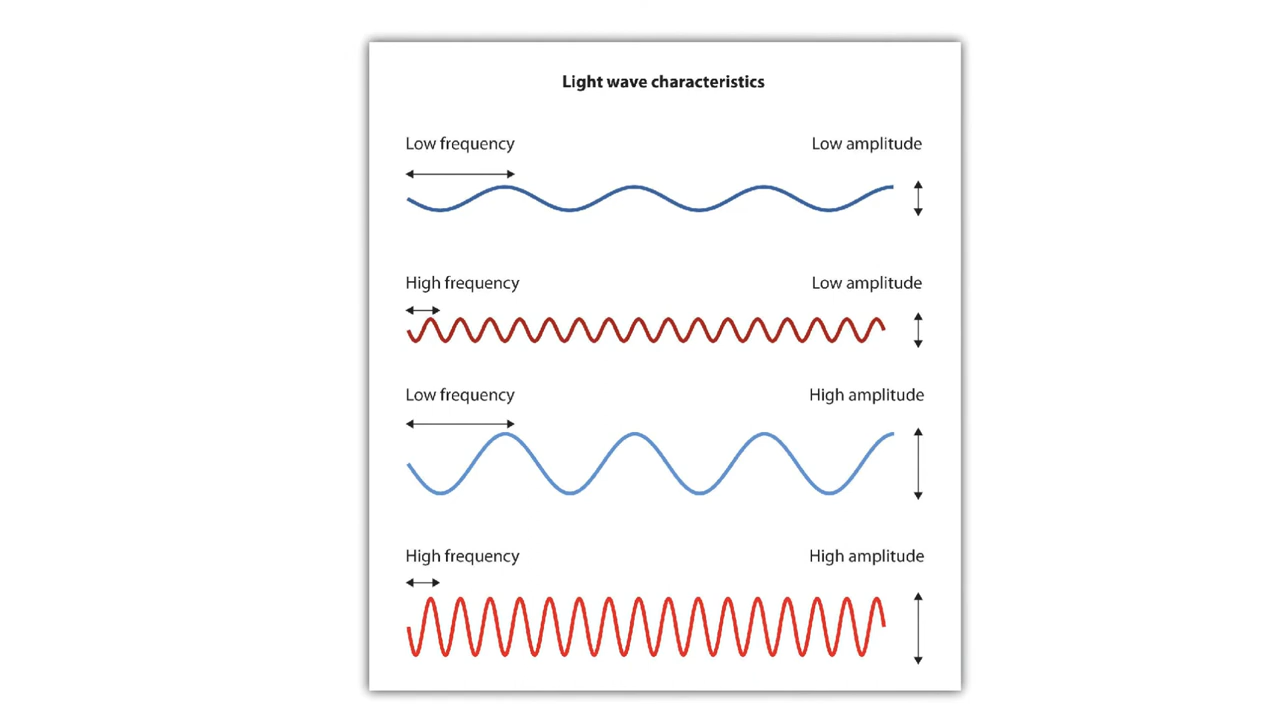 Light wave characteristics
Low frequency
Low amplitude
High frequency
Low amplitude
Low frequency
High amplitude
High frequency
High amplitude